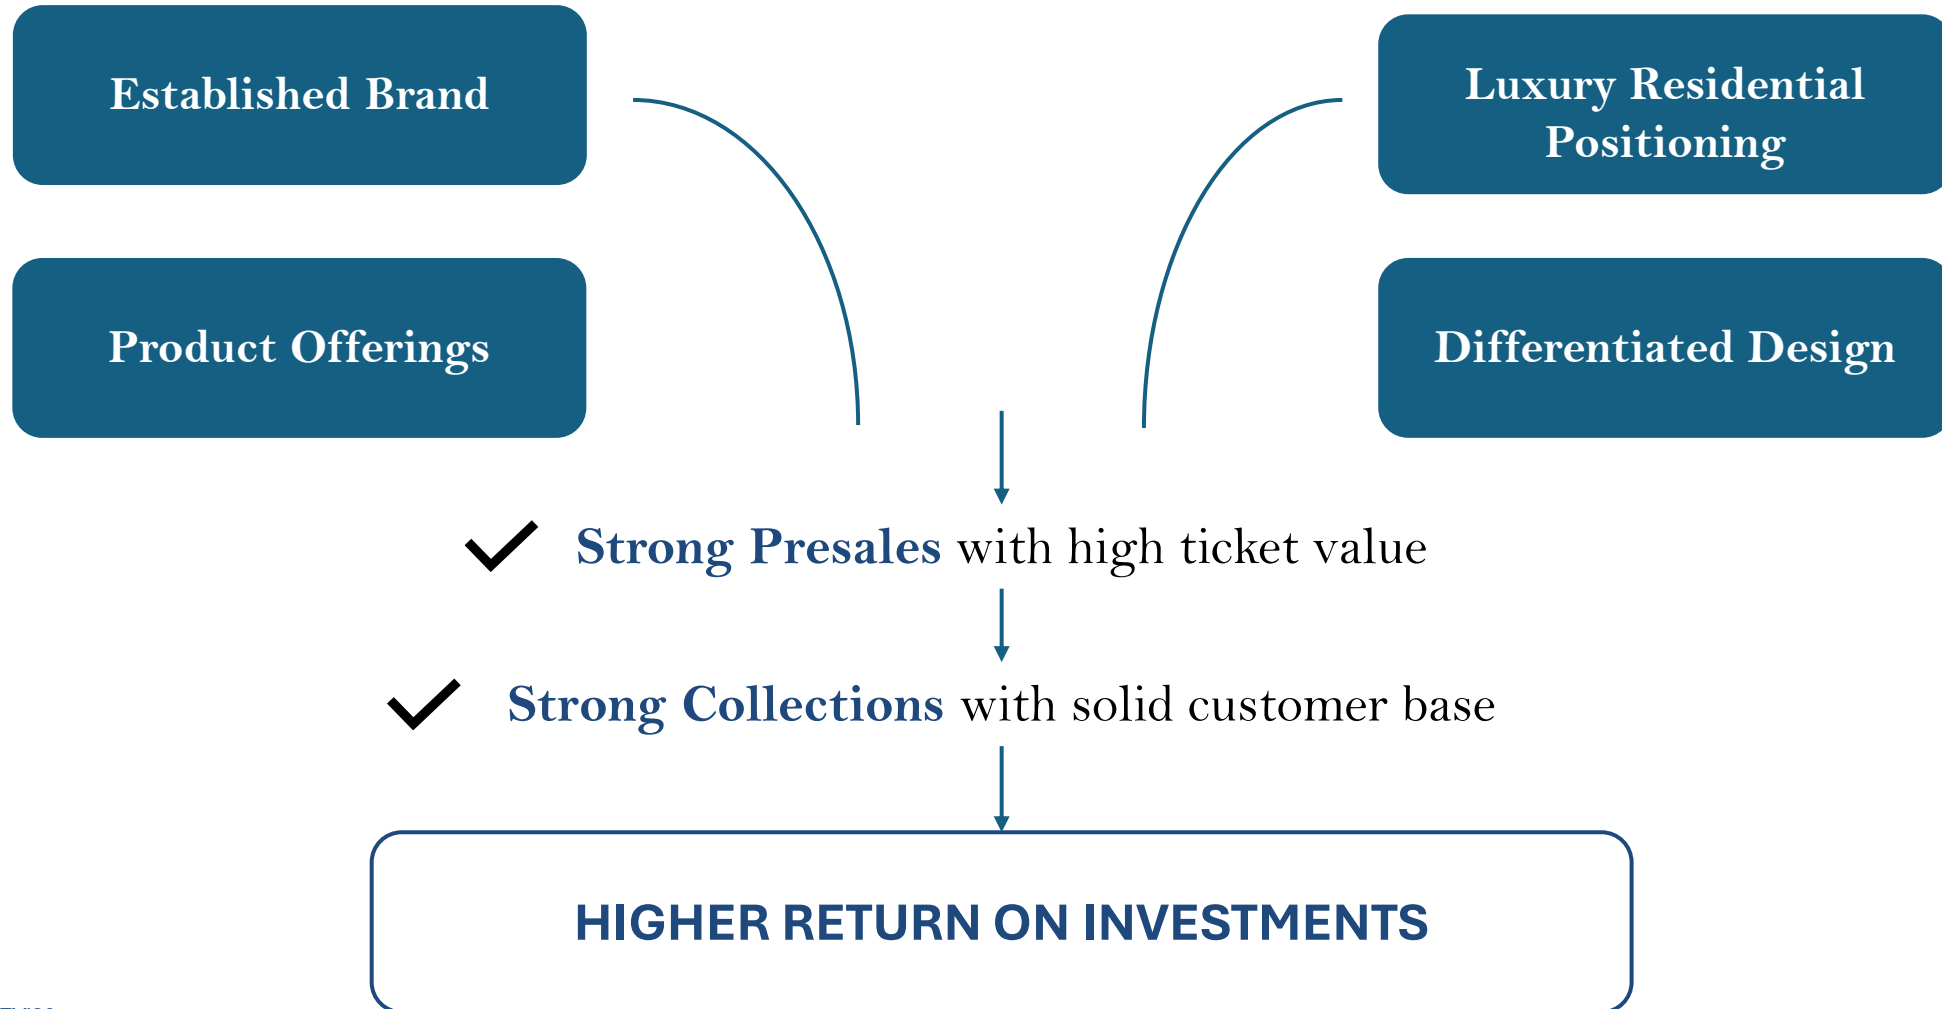 Established Brand
Luxury Residential
Positioning
Product Offerings
Differentiated Design
Strong Presales with high ticket value
Strong Collections with solid customer base
HIGHER RETURN ON INVESTMENTS